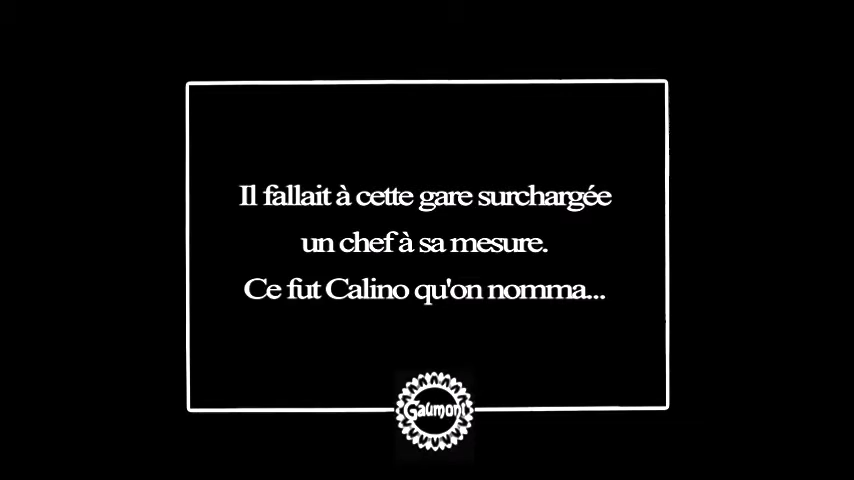 Il fallait à cette gare surchargée
un chef à sa mesure.
Ce fut Calino qu'on nomma...
Gaumont